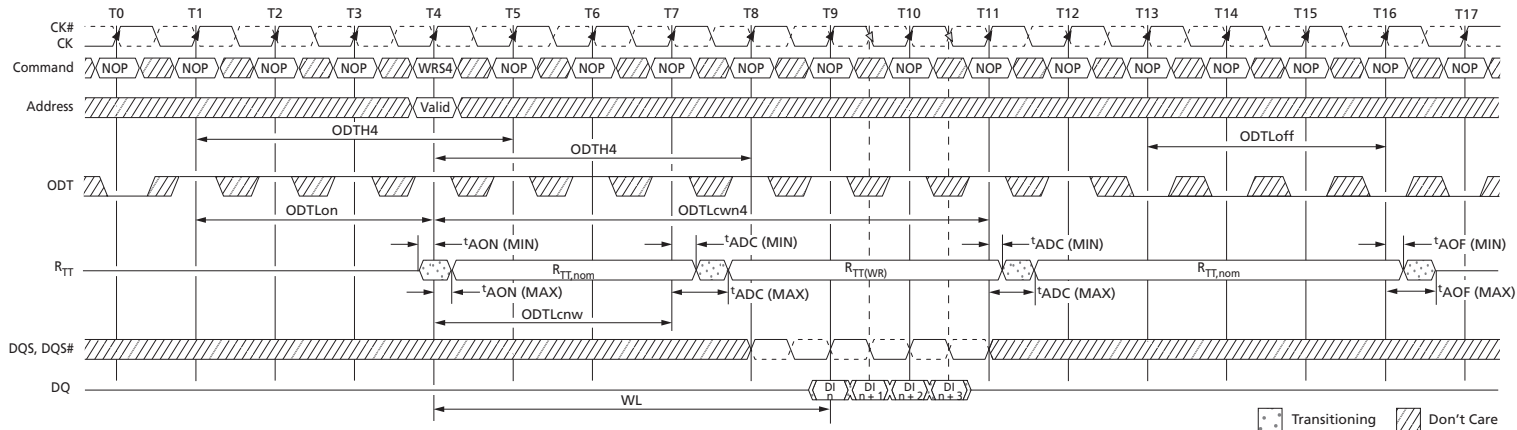 T0 T1 T2 T3 T4 T5 T6 T7 T8 T9 T10 T11 T12 T13 T14 T15 T16 T17
CK#
CK
Command NOP NOP NOP NOP WRS4 NOP NOP NOP NOP NOP NOP NOP NOP NOP NOP NOP NOP NOP
Address Valid
ODTH4 ODTLoff
ODTH4
ODT
ODTLon ODTLcwn4
tAON (MIN) tADC (MIN) tADC (MIN) tAOF (MIN)
RTT RTT,nom RTT(WR) RTT,nom
tAON (MAX) tADC (MAX) tADC (MAX) tAOF (MAX)
ODTLcnw
DQS, DQS#
DQ DI n DI n + 1 DI n + 2 DI n + 3
WL
Transitioning Don't Care